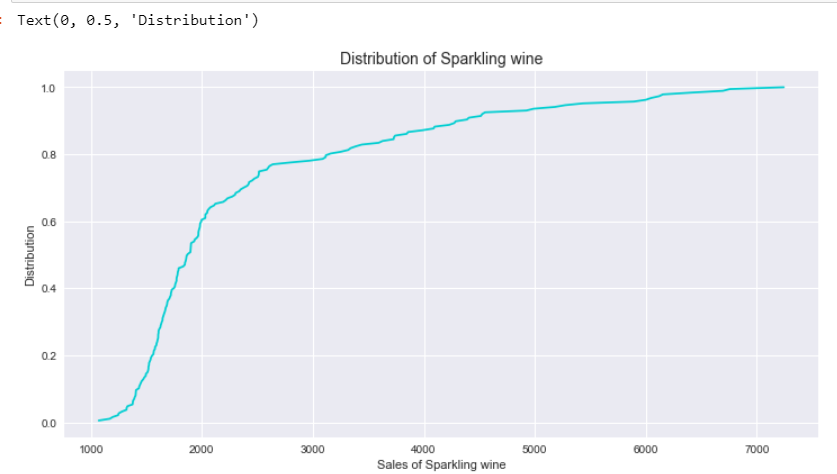 : Text(0, 0.5, 'Distribution')
Distribution of Sparkling wine
1.0
0.8
0.6
0.4
0.2
0.0
Distribution
1000 2000 3000 4000 5000 6000 7000
Sales of Sparkling wine